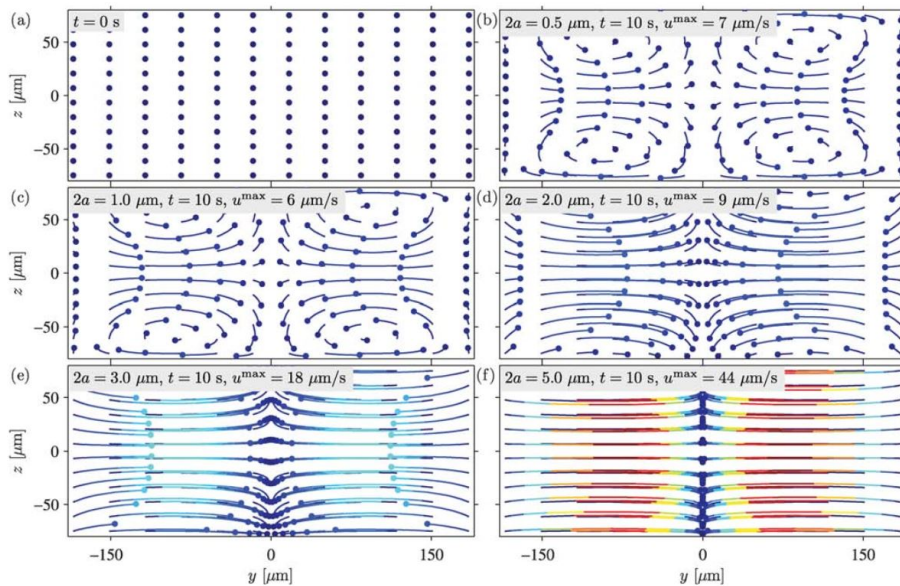 (a) t = 0 s
(b) 2a = 0.5 μm, t = 10 s, u^max = 7 μm/s
z [μm]
50
0
−50
(c) 2a = 1.0 μm, t = 10 s, u^max = 6 μm/s
(d) 2a = 2.0 μm, t = 10 s, u^max = 9 μm/s
z [μm]
50
0
−50
(e) 2a = 3.0 μm, t = 10 s, u^max = 18 μm/s
(f) 2a = 5.0 μm, t = 10 s, u^max = 44 μm/s
z [μm]
50
0
−50
−150 0 150
−150 0 150
y [μm]
y [μm]